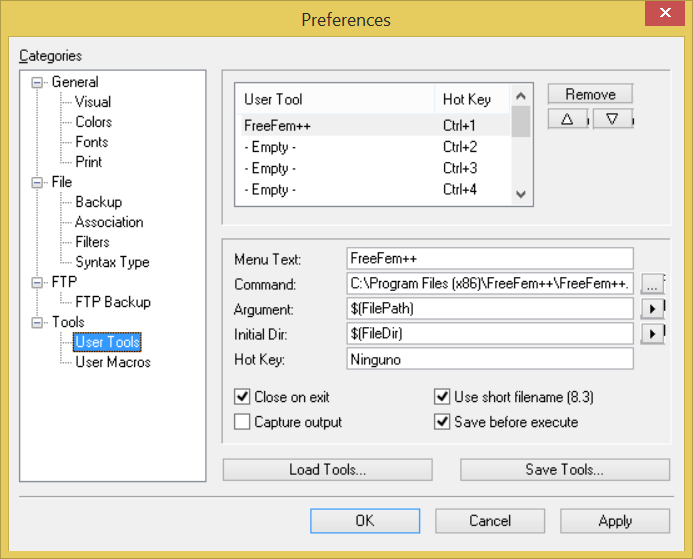 Preferences
Categories
General
Visual
Colors
Fonts
Print
File
Backup
Association
Filters
Syntax Type
FTP
FTP Backup
Tools
User Tools
User Macros
User Tool Hot Key
FreeFem++ Ctrl+1
- Empty - Ctrl+2
- Empty - Ctrl+3
- Empty - Ctrl+4
Remove
Menu Text: FreeFem++
Command: C:\Program Files (x86)\FreeFem++\FreeFem++. ...
Argument: $(FilePath)
Initial Dir: $(FileDir)
Hot Key: Ninguno
Close on exit Use short filename (8.3)
Capture output Save before execute
Load Tools... Save Tools...
OK Cancel Apply